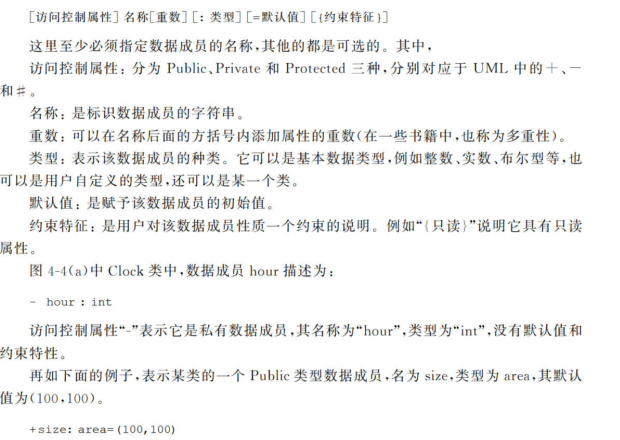 [访问控制属性] 名称[重数] [: 类型] [=默认值] [{约束特征}]
这里至少必须指定数据成员的名称,其他的都是可选的。其中,
访问控制属性：分为 Public、Private 和 Protected 三种,分别对应于 UML 中的＋、－
和＃。
名称：是标识数据成员的字符串。
重数：可以在名称后面的方括号内添加属性的重数(在一些书籍中,也称为多重性)。
类型：表示该数据成员的种类。它可以是基本数据类型,例如整数、实数、布尔型等,也
可以是用户自定义的类型,还可以是某一个类。
默认值：是赋予该数据成员的初始值。
约束特征：是用户对该数据成员性质一个约束的说明。例如“{只读}”说明它具有只读
属性。
图 4-4(a)中 Clock 类中,数据成员 hour 描述为：
- hour : int
访问控制属性“-”表示它是私有数据成员,其名称为“hour”,类型为“int”,没有默认值和
约束特性。
再如下面的例子,表示某类的一个 Public 类型数据成员,名为 size,类型为 area,其默认
值为(100,100)。
+size: area=(100,100)